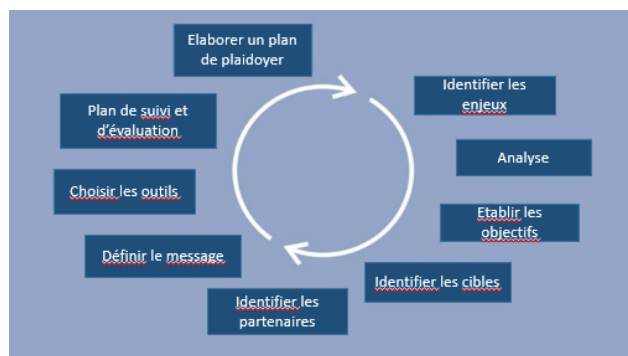 Elaborer un plan
de plaidoyer
Identifier les
enjeux
Analyse
Etablir les
objectifs
Identifier les cibles
Identifier les
partenaires
Définir le message
Choisir les outils
Plan de suivi et
d'évaluation